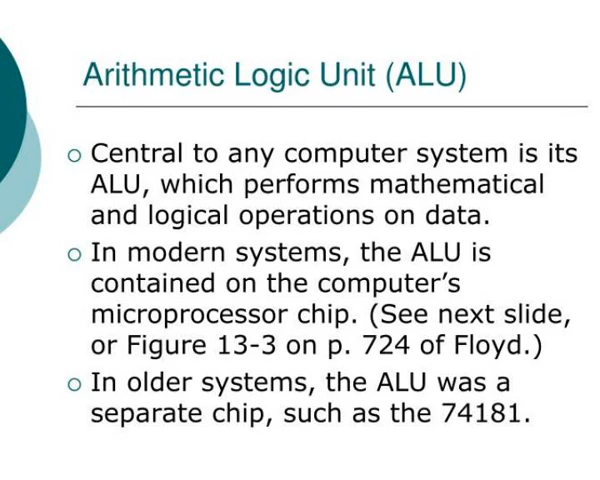 Arithmetic Logic Unit (ALU)
Central to any computer system is its
ALU, which performs mathematical
and logical operations on data.
In modern systems, the ALU is
contained on the computer’s
microprocessor chip. (See next slide,
or Figure 13-3 on p. 724 of Floyd.)
In older systems, the ALU was a
separate chip, such as the 74181.